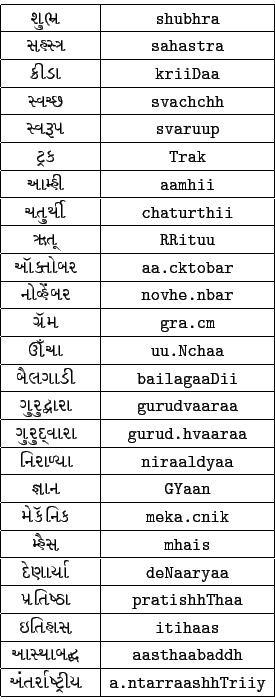 શુભ્ર shubhra
સહસ્ત્ર sahastra
ક્રીડા kriiDaa
સ્વચ્છ svachchh
સ્વરૂપ svaruup
ટ્રક Trak
આમ્હી aamhii
ચતુર્થી chaturthii
ઋતૂ RRituu
ઑક્તોબર aa.cktobar
નોવ્હેંબર novhe.nbar
ગ્રૅમ gra.cm
ઊઁચા uu.Nchaa
બૈલગાડી bailagaaDii
ગુરુદ્વારા gurudvaaraa
ગુરુદ્‌વારા gurud.hvaaraa
નિરાળ્યા niraaldyaa
જ્ઞાન GYaan
મેકૅનિક meka.cnik
મ્હૈસ mhais
દેણાર્યા deNaaryaa
પ્રતિષ્ઠા pratishhThaa
ઇતિહાસ itihaas
આસ્થાબદ્ધ aasthaabaddh
અંતર્રાષ્ટ્રીય a.ntarraashhTriiy